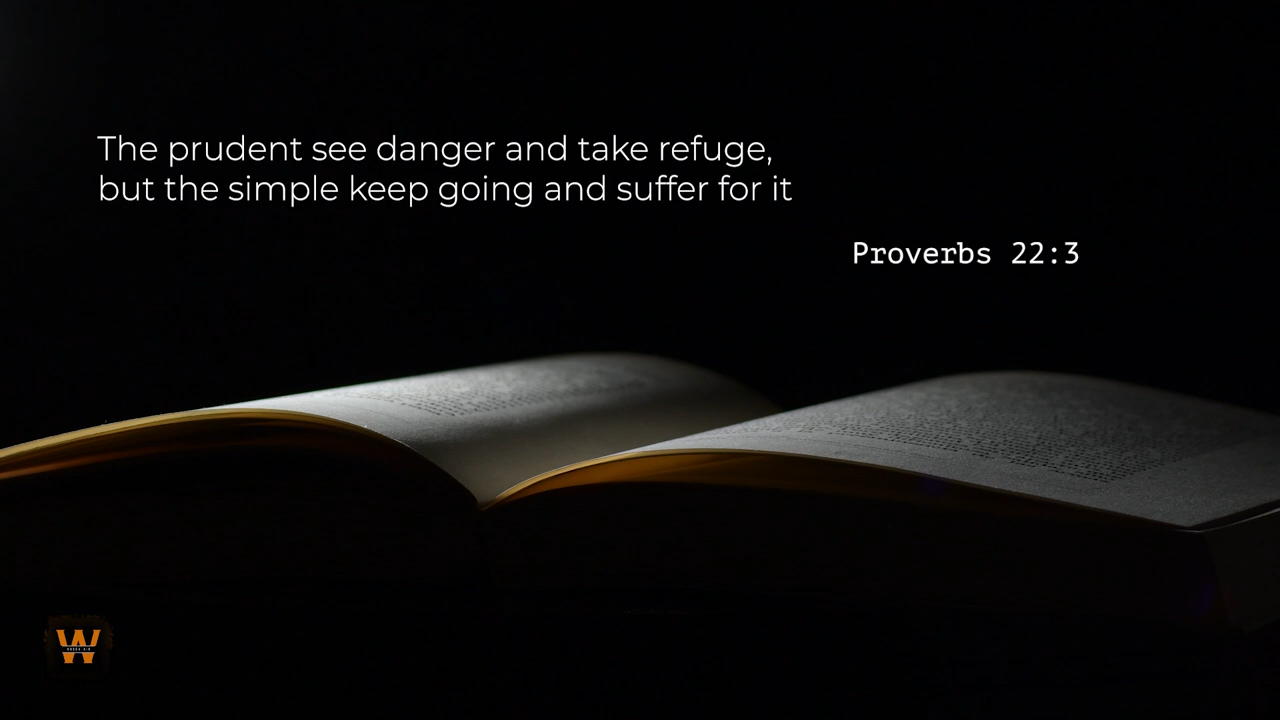 The prudent see danger and take refuge,
but the simple keep going and suffer for it
Proverbs 22:3
W